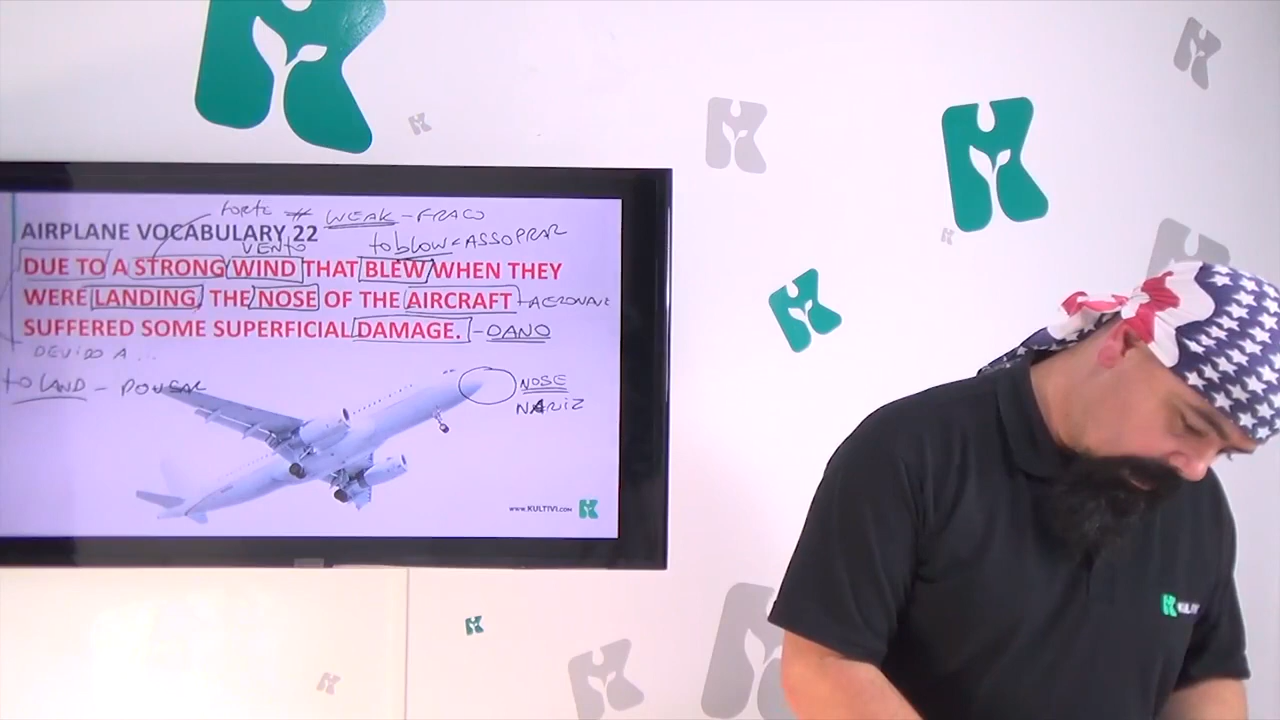 FORTE ≠ WEAK - FRACO
AIRPLANE VOCABULARY 22
VENTO
to blow = ASSOPRAR
DUE TO A STRONG WIND THAT BLEW WHEN THEY
WERE LANDING, THE NOSE OF THE AIRCRAFT - AERONAVE
SUFFERED SOME SUPERFICIAL DAMAGE. - DANO
DEVIDO A ...
to LAND - POUSAR
NOSE
NARIZ
www.KULTIVI.COM